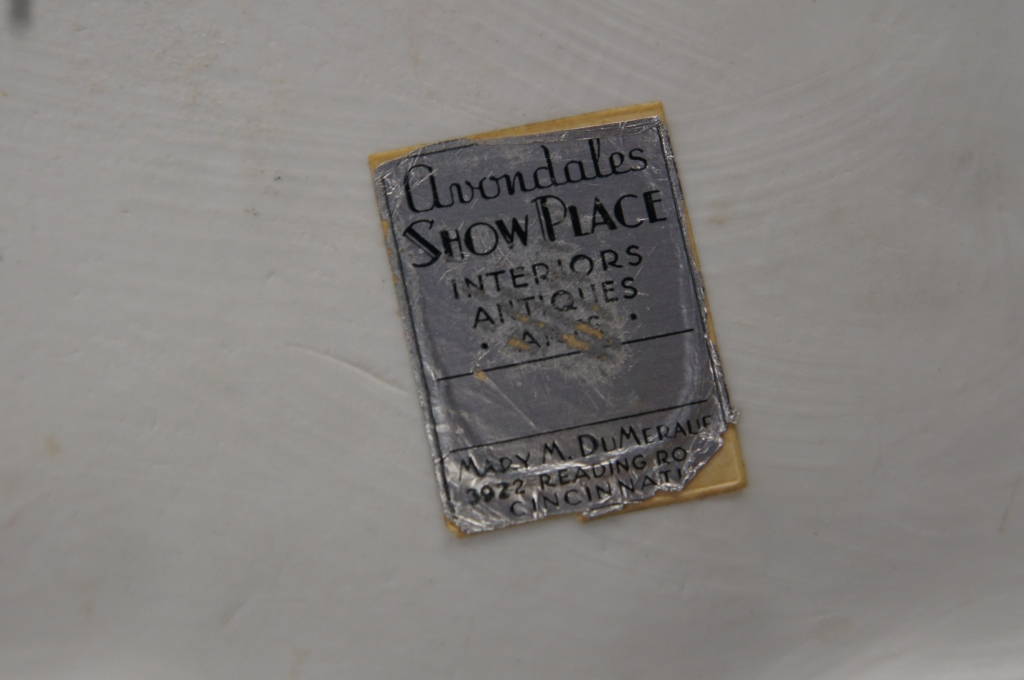 Avondales
SHOW PLACE
INTERIORS
ANTIQUES
MARY M. DUMERAUF
3922 READING RO
CINCINNATI